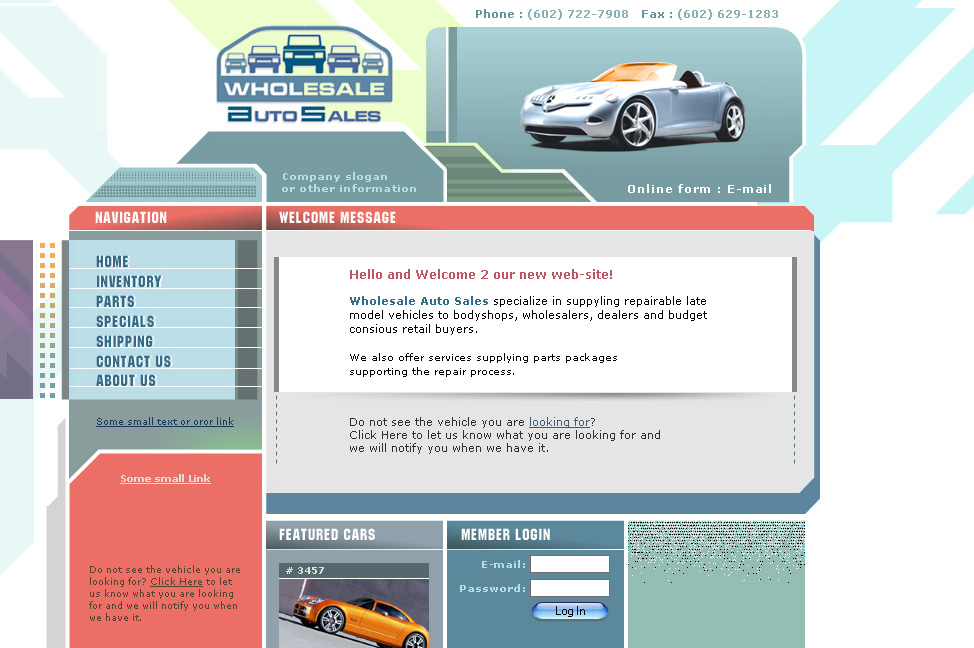 Phone : (602) 722-7908 Fax : (602) 629-1283
WHOLESALE
AUTO SALES
Company slogan
or other information
Online form : E-mail
NAVIGATION
WELCOME MESSAGE
HOME
INVENTORY
PARTS
SPECIALS
SHIPPING
CONTACT US
ABOUT US
Some small text or oror link
Some small Link
Do not see the vehicle you are
looking for? Click Here to let
us know what you are looking
for and we will notify you when
we have it.
Hello and Welcome 2 our new web-site!
Wholesale Auto Sales specialize in suppyling repairable late
model vehicles to bodyshops, wholesalers, dealers and budget
consious retail buyers.
We also offer services supplying parts packages
supporting the repair process.
Do not see the vehicle you are looking for?
Click Here to let us know what you are looking for and
we will notify you when we have it.
FEATURED CARS
# 3457
MEMBER LOGIN
E-mail:
Password:
Log In